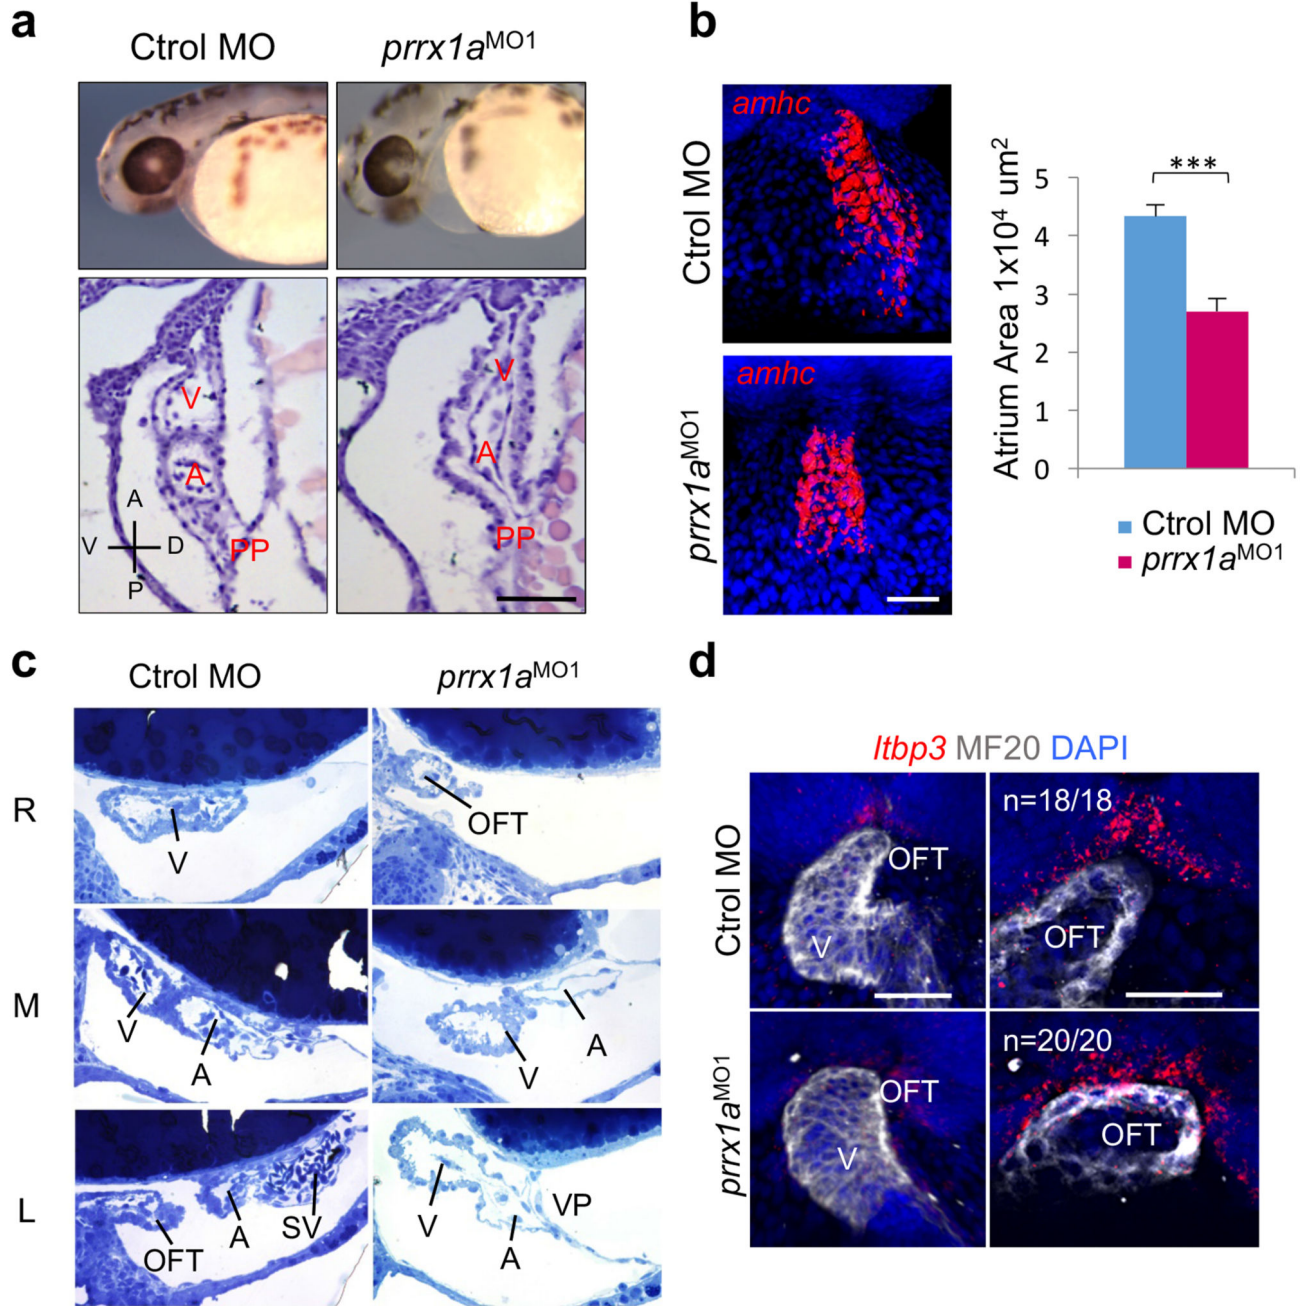 a
Ctrol MO
prrx1a^MO1
V
A
PP
A
V
D
P
V
A
PP
b
Ctrol MO
amhc
prrx1a^MO1
amhc
***
Atrium Area 1x10^4 um^2
5
4
3
2
1
0
Ctrol MO
prrx1a^MO1
c
Ctrol MO
prrx1a^MO1
R
V
OFT
M
V
A
V
A
L
OFT
A
SV
V
A
VP
d
ltbp3 MF20 DAPI
Ctrol MO
OFT
V
n=18/18
OFT
prrx1a^MO1
OFT
V
n=20/20
OFT